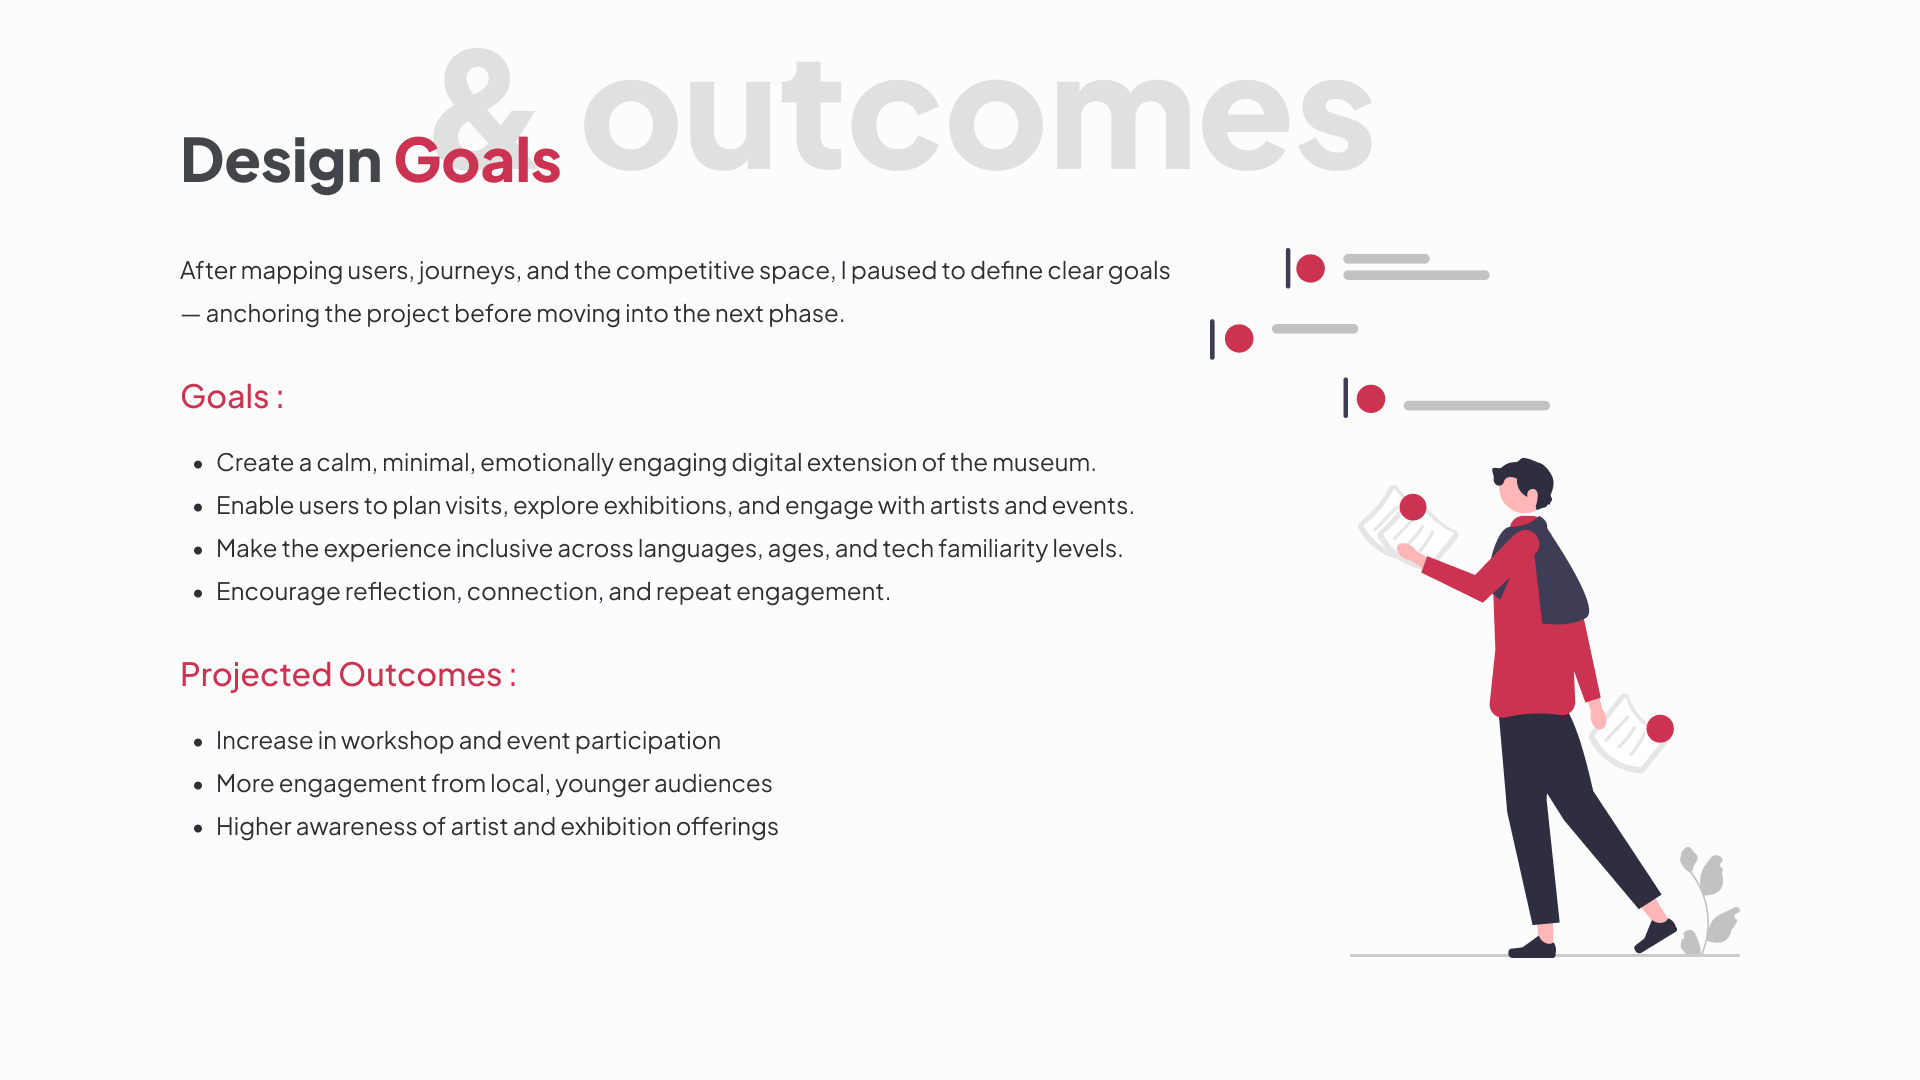 & outcomes
Design Goals
After mapping users, journeys, and the competitive space, I paused to define clear goals
— anchoring the project before moving into the next phase.
Goals :
• Create a calm, minimal, emotionally engaging digital extension of the museum.
• Enable users to plan visits, explore exhibitions, and engage with artists and events.
• Make the experience inclusive across languages, ages, and tech familiarity levels.
• Encourage reflection, connection, and repeat engagement.
Projected Outcomes :
• Increase in workshop and event participation
• More engagement from local, younger audiences
• Higher awareness of artist and exhibition offerings